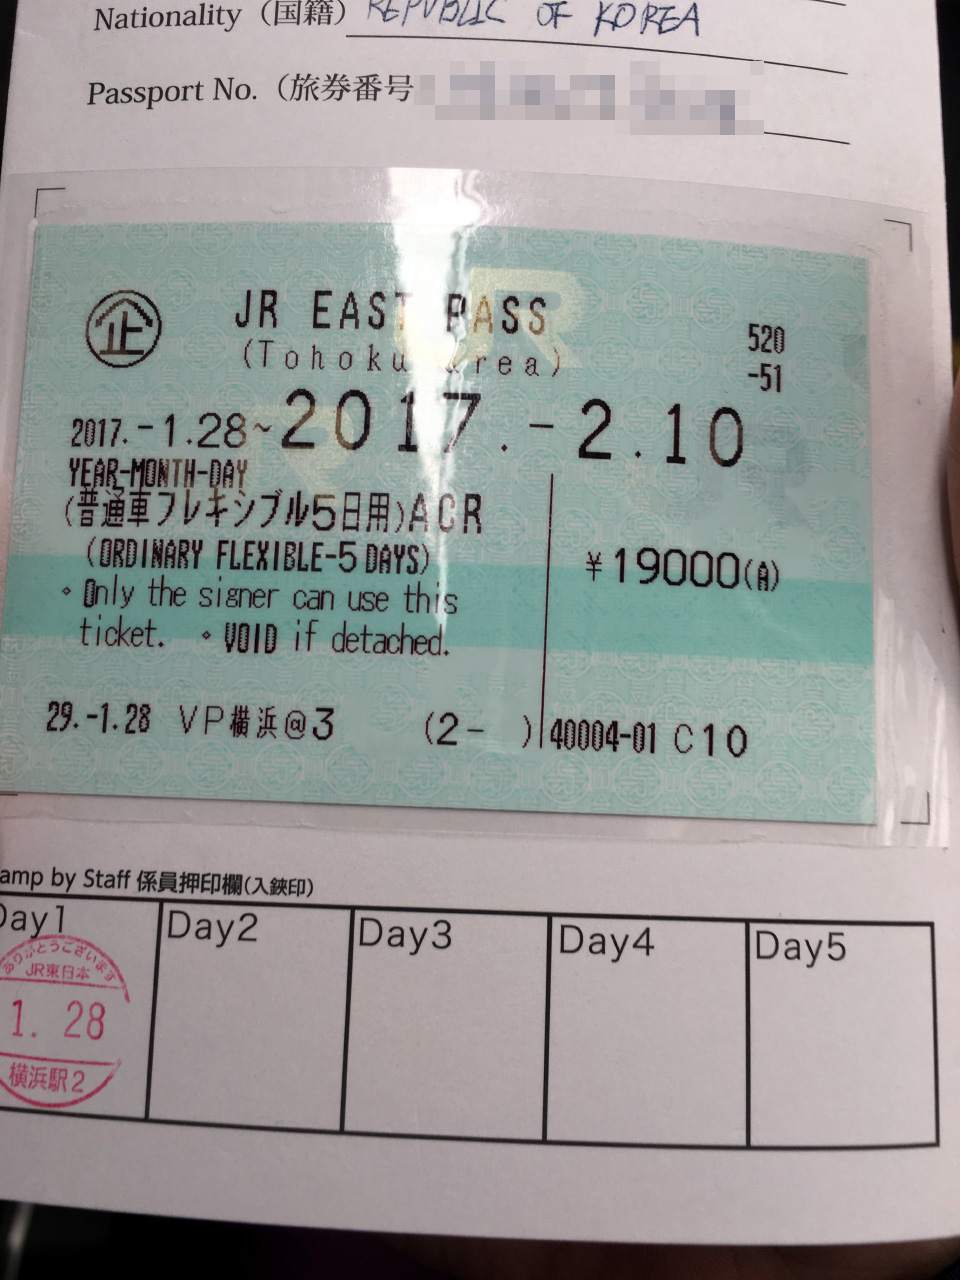 Nationality（国籍） REPUBLIC OF KOREA
Passport No.（旅券番号
企
JR EAST PASS
(Tohoku Area)
520
-51
2017.-1.28~2017.-2.10
YEAR-MONTH-DAY
(普通車フレキシブル5日用)ACR
(ORDINARY FLEXIBLE-5 DAYS)
¥19000(A)
◦ Only the signer can use this
ticket. ◦ VOID if detached.
29.-1.28 VP横浜@3 (2- ) 40004-01 C10
amp by Staff 係員押印欄(入鋏印)
Day1 Day2 Day3 Day4 Day5
ありがとうございます
JR東日本
1. 28
横浜駅2